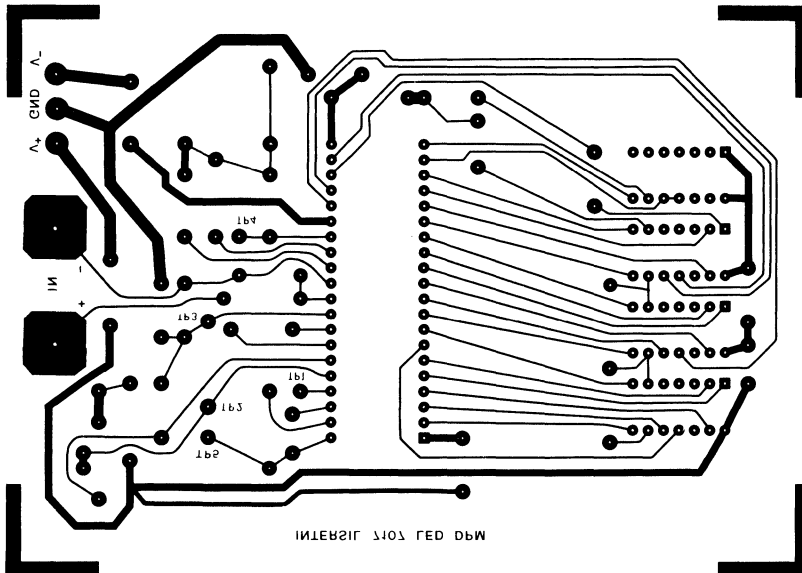 V-
GND
V+
TP4
IN
-
+
TP3
TP1
TP2
TP5
INTERSIL 7107 LED DPM